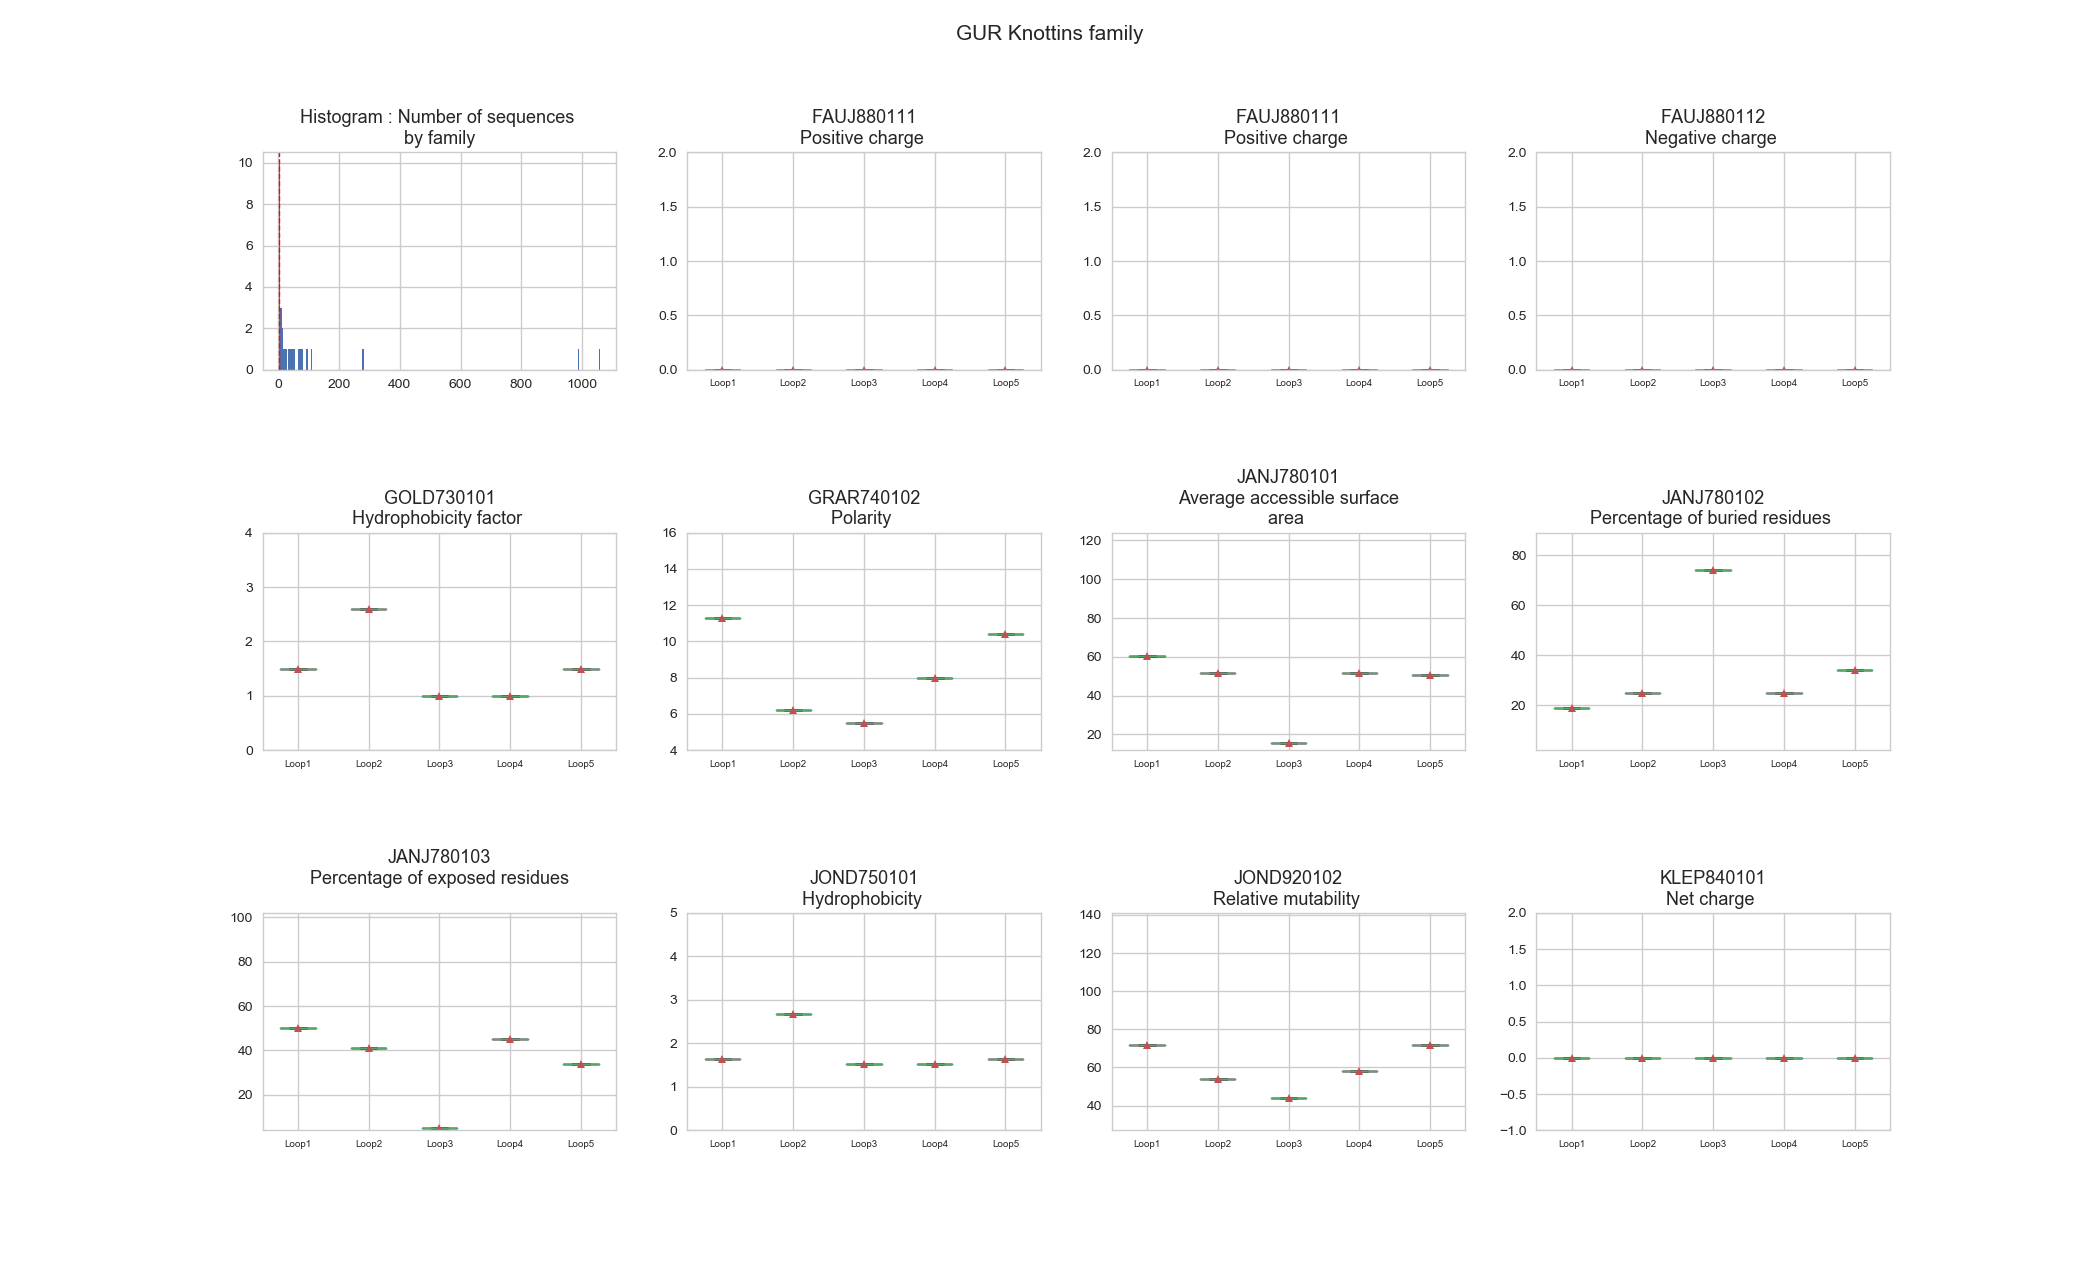 GUR Knottins family
Histogram : Number of sequences
by family
10
8
6
4
2
0
0 200 400 600 800 1000
FAUJ880111
Positive charge
2.0
1.5
1.0
0.5
0.0
Loop1 Loop2 Loop3 Loop4 Loop5
FAUJ880111
Positive charge
2.0
1.5
1.0
0.5
0.0
Loop1 Loop2 Loop3 Loop4 Loop5
FAUJ880112
Negative charge
2.0
1.5
1.0
0.5
0.0
Loop1 Loop2 Loop3 Loop4 Loop5
GOLD730101
Hydrophobicity factor
4
3
2
1
0
Loop1 Loop2 Loop3 Loop4 Loop5
GRAR740102
Polarity
16
14
12
10
8
6
4
Loop1 Loop2 Loop3 Loop4 Loop5
JANJ780101
Average accessible surface
area
120
100
80
60
40
20
Loop1 Loop2 Loop3 Loop4 Loop5
JANJ780102
Percentage of buried residues
80
60
40
20
Loop1 Loop2 Loop3 Loop4 Loop5
JANJ780103
Percentage of exposed residues
100
80
60
40
20
Loop1 Loop2 Loop3 Loop4 Loop5
JOND750101
Hydrophobicity
5
4
3
2
1
0
Loop1 Loop2 Loop3 Loop4 Loop5
JOND920102
Relative mutability
140
120
100
80
60
40
Loop1 Loop2 Loop3 Loop4 Loop5
KLEP840101
Net charge
2.0
1.5
1.0
0.5
0.0
−0.5
−1.0
Loop1 Loop2 Loop3 Loop4 Loop5